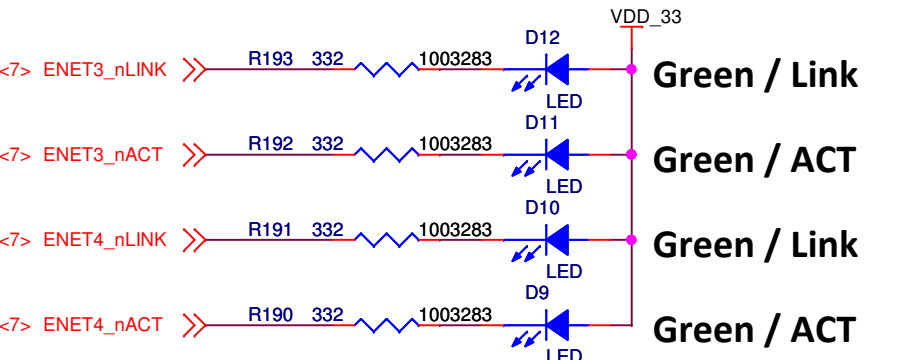 VDD_33
D12
<7> ENET3_nLINK R193 332 1003283 LED Green / Link
D11
<7> ENET3_nACT R192 332 1003283 LED Green / ACT
D10
<7> ENET4_nLINK R191 332 1003283 LED Green / Link
D9
<7> ENET4_nACT R190 332 1003283 LED Green / ACT